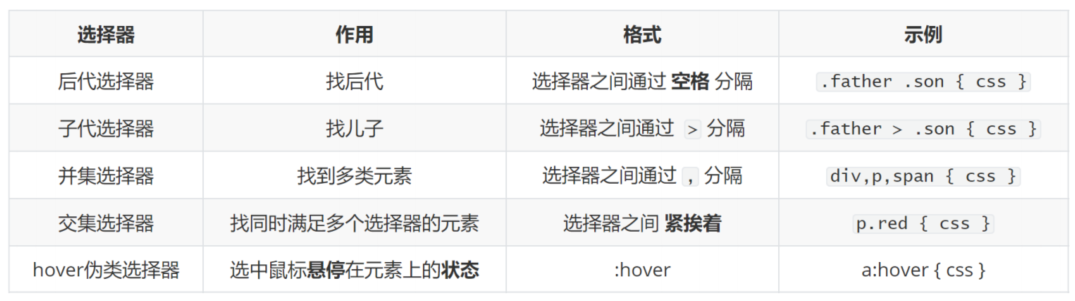 选择器 作用 格式 示例
后代选择器 找后代 选择器之间通过 空格 分隔 .father .son { css }
子代选择器 找儿子 选择器之间通过 > 分隔 .father > .son { css }
并集选择器 找到多类元素 选择器之间通过 , 分隔 div,p,span { css }
交集选择器 找同时满足多个选择器的元素 选择器之间 紧挨着 p.red { css }
hover伪类选择器 选中鼠标悬停在元素上的状态 :hover a:hover { css }